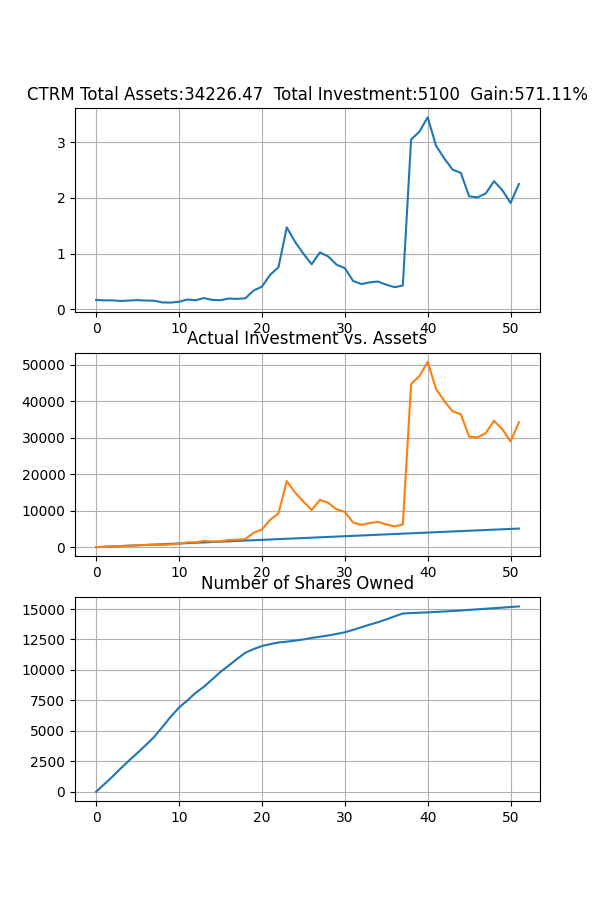 CTRM Total Assets:34226.47  Total Investment:5100  Gain:571.11%
3
2
1
0
0 10 20 30 40 50
Actual Investment vs. Assets
50000
40000
30000
20000
10000
0
0 10 20 30 40 50
Number of Shares Owned
15000
12500
10000
7500
5000
2500
0
0 10 20 30 40 50